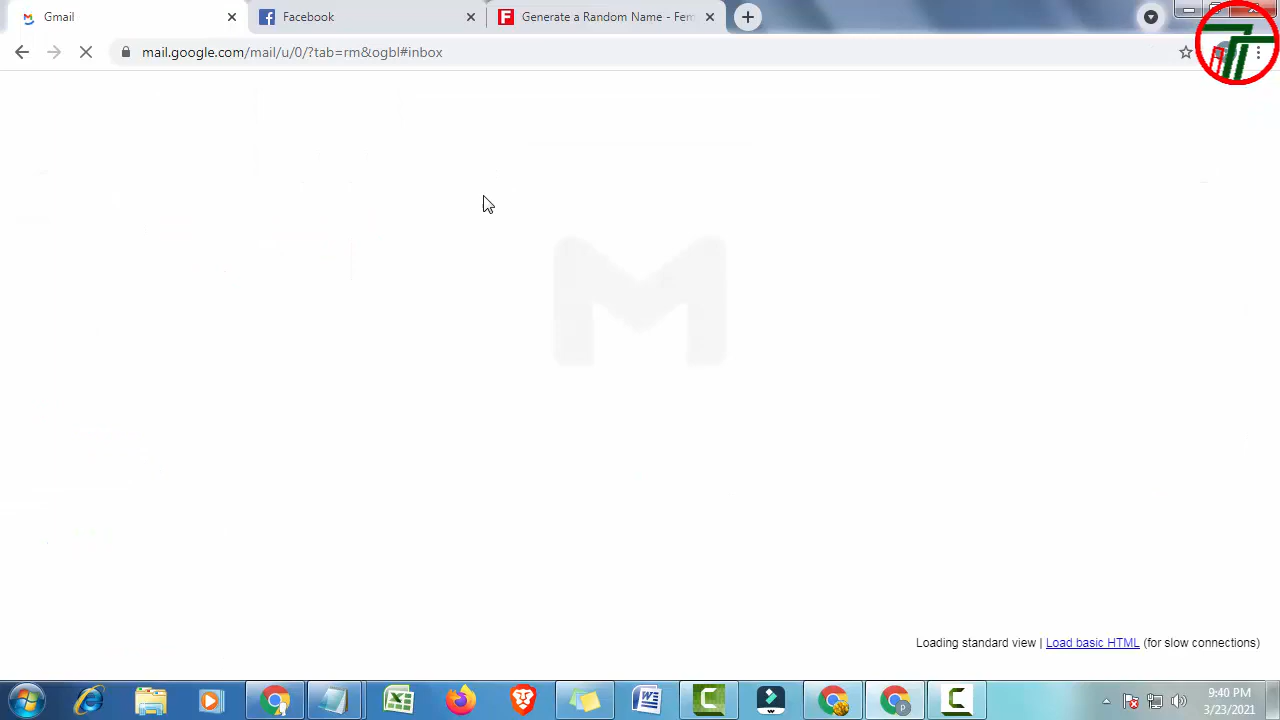 Gmail
Facebook
Generate a Random Name - Fem
mail.google.com/mail/u/0/?tab=rm&ogbl#inbox
Loading standard view | Load basic HTML (for slow connections)
9:40 PM
3/23/2021